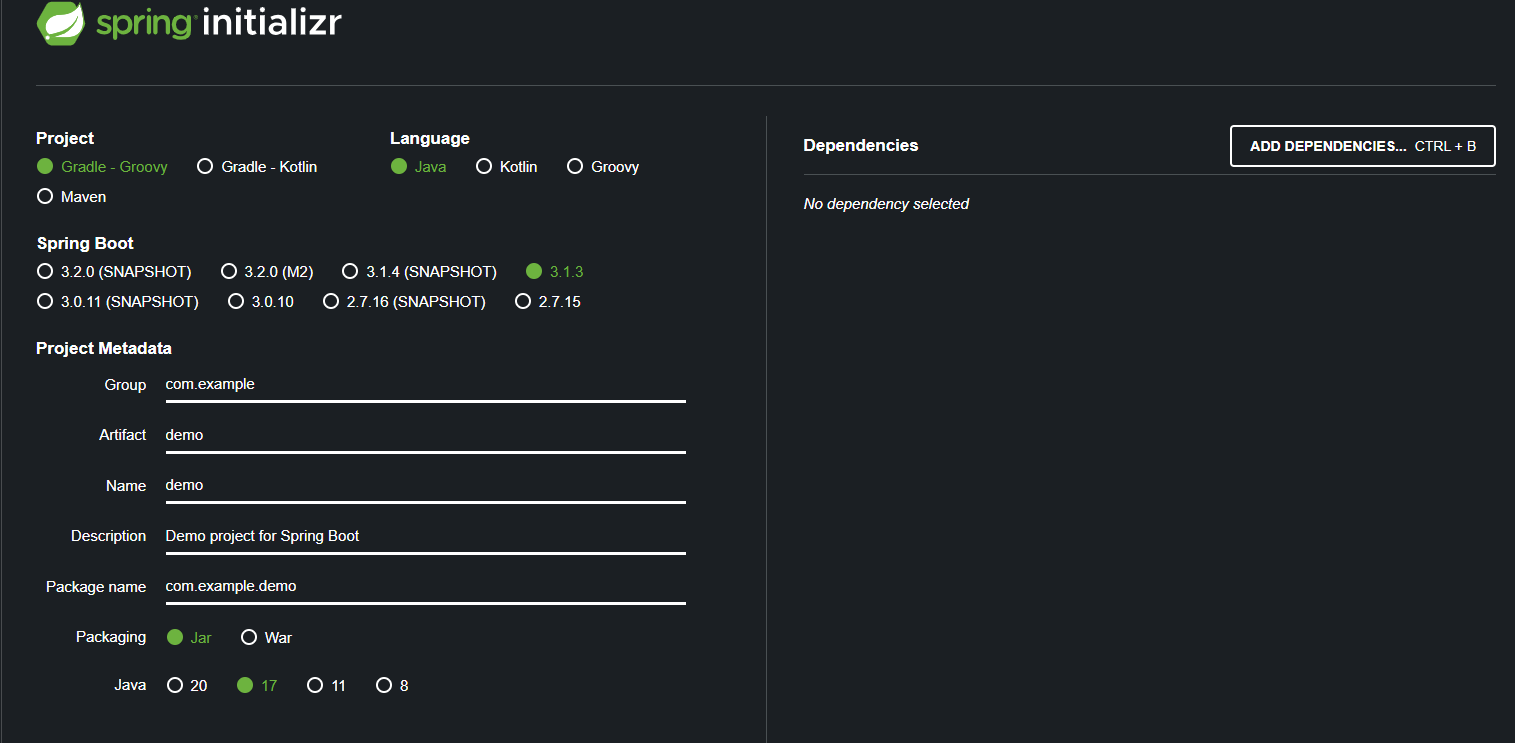 spring initializr
Project
Gradle - Groovy Gradle - Kotlin
Maven
Language
Java Kotlin Groovy
Spring Boot
3.2.0 (SNAPSHOT) 3.2.0 (M2) 3.1.4 (SNAPSHOT) 3.1.3
3.0.11 (SNAPSHOT) 3.0.10 2.7.16 (SNAPSHOT) 2.7.15
Project Metadata
Group com.example
Artifact demo
Name demo
Description Demo project for Spring Boot
Package name com.example.demo
Packaging Jar War
Java 20 17 11 8
Dependencies
ADD DEPENDENCIES... CTRL + B
No dependency selected